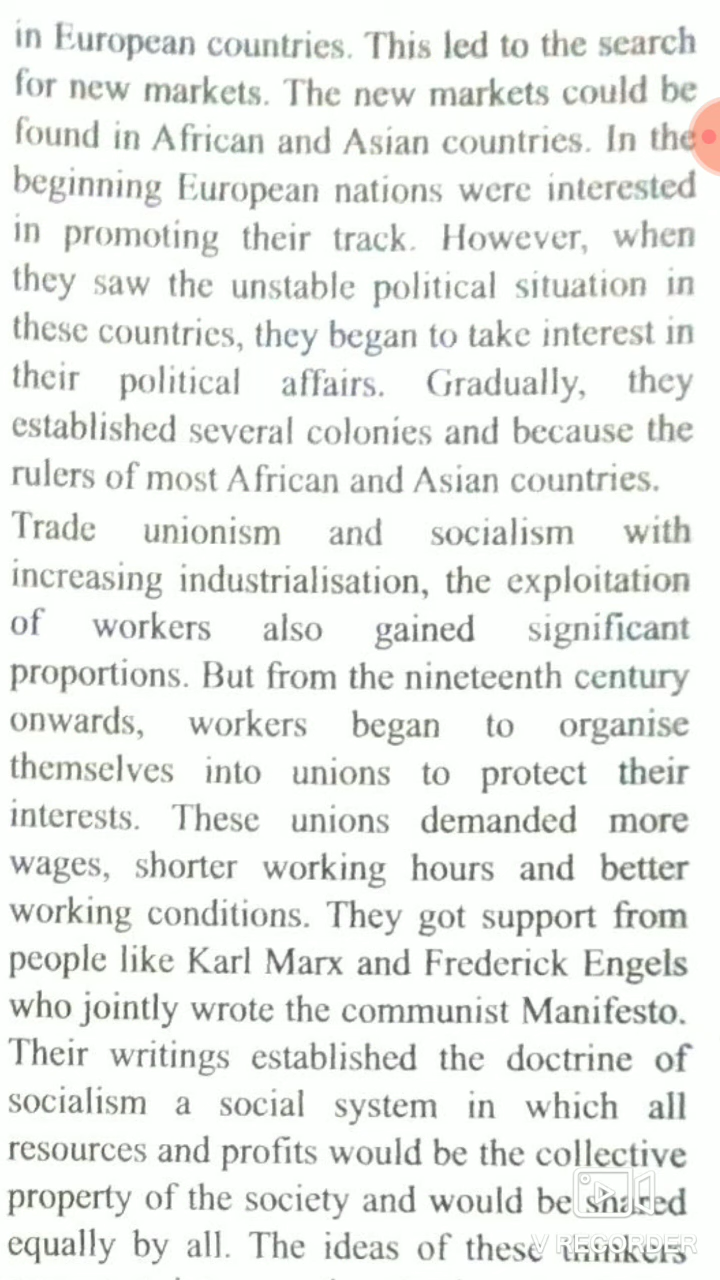 in European countries. This led to the search
for new markets. The new markets could be
found in African and Asian countries. In the
beginning European nations were interested
in promoting their track. However, when
they saw the unstable political situation in
these countries, they began to take interest in
their political affairs. Gradually, they
established several colonies and because the
rulers of most African and Asian countries.
Trade unionism and socialism with
increasing industrialisation, the exploitation
of workers also gained significant
proportions. But from the nineteenth century
onwards, workers began to organise
themselves into unions to protect their
interests. These unions demanded more
wages, shorter working hours and better
working conditions. They got support from
people like Karl Marx and Frederick Engels
who jointly wrote the communist Manifesto.
Their writings established the doctrine of
socialism a social system in which all
resources and profits would be the collective
property of the society and would be shared
equally by all. The ideas of these thinkers
V RECORDER